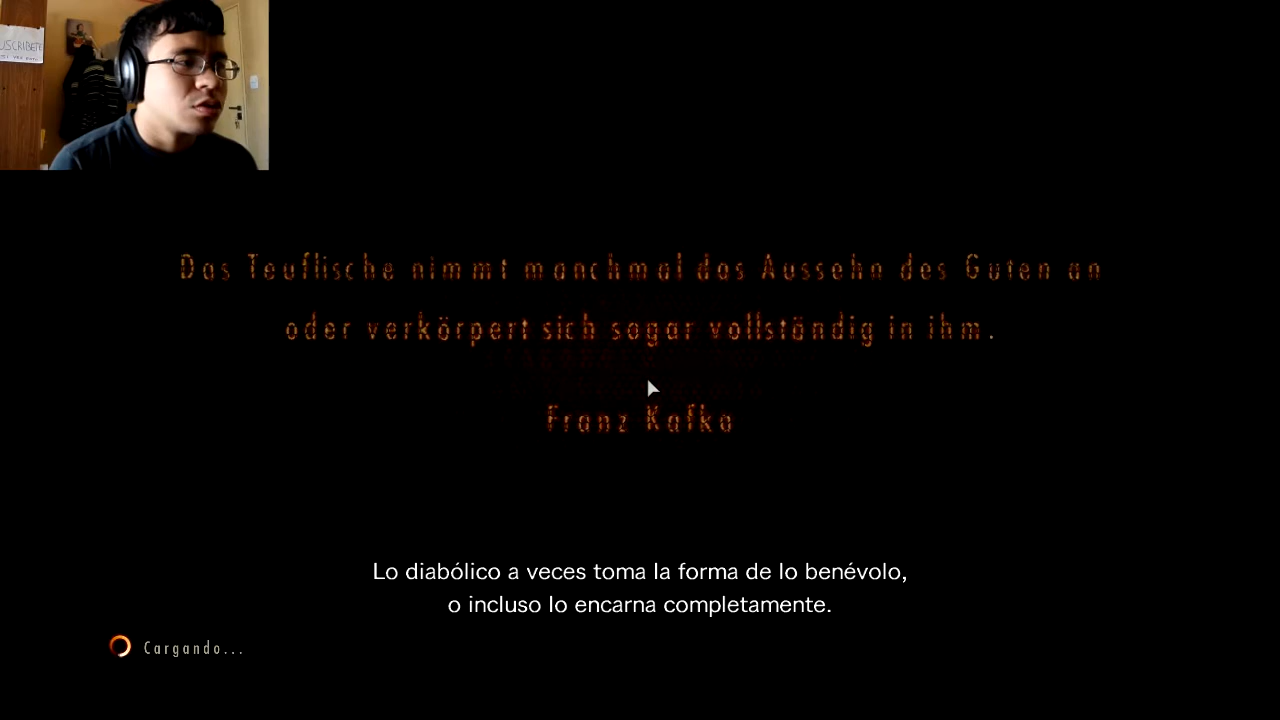 USCRIBETE
Das Teuflische nimmt manchmal das Aussehn des Guten an
oder verkörpert sich sogar vollständig in ihm.
Franz Kafka
Lo diabólico a veces toma la forma de lo benévolo,
o incluso lo encarna completamente.
Cargando...